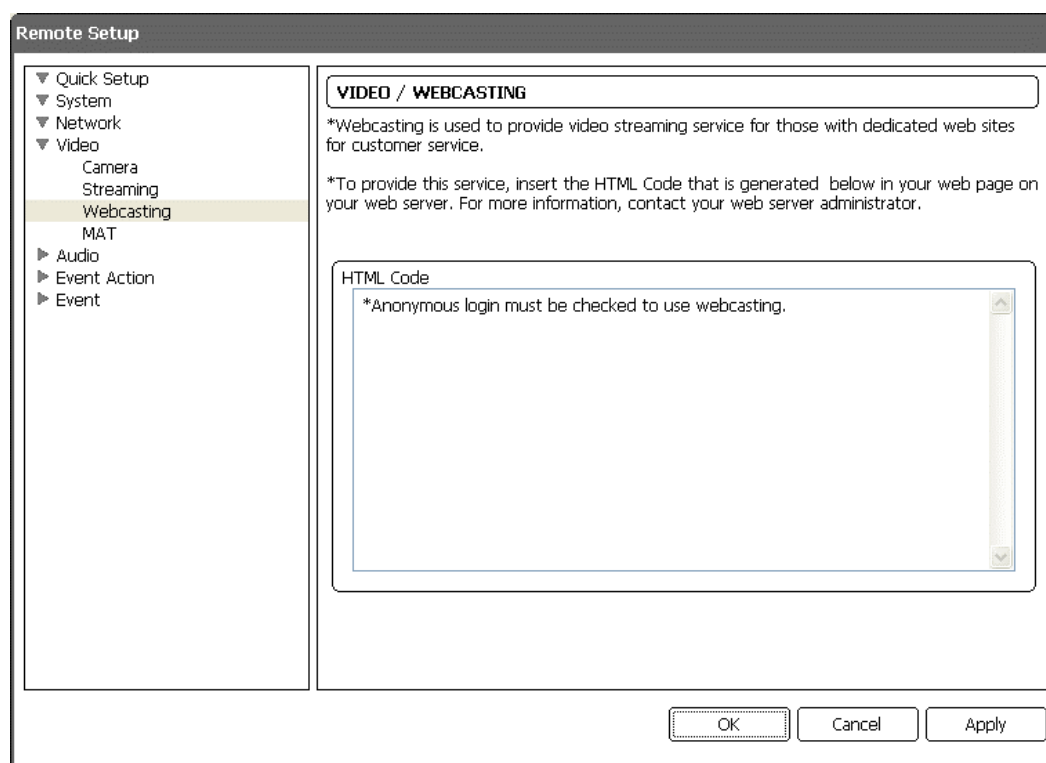 Remote Setup
Quick Setup
System
Network
Video
Camera
Streaming
Webcasting
MAT
Audio
Event Action
Event
VIDEO / WEBCASTING
*Webcasting is used to provide video streaming service for those with dedicated web sites
for customer service.
*To provide this service, insert the HTML Code that is generated  below in your web page on
your web server. For more information, contact your web server administrator.
HTML Code
*Anonymous login must be checked to use webcasting.
OK
Cancel
Apply